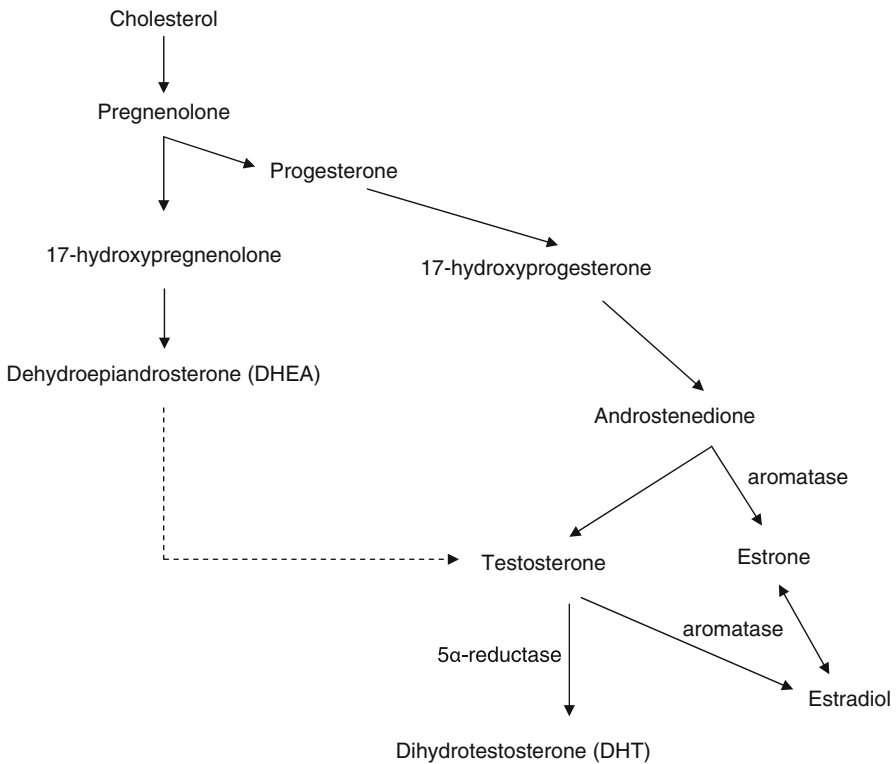 Cholesterol
Pregnenolone
Progesterone
17-hydroxypregnenolone
17-hydroxyprogesterone
Dehydroepiandrosterone (DHEA)
Androstenedione
aromatase
Testosterone
Estrone
aromatase
5α-reductase
Estradiol
Dihydrotestosterone (DHT)